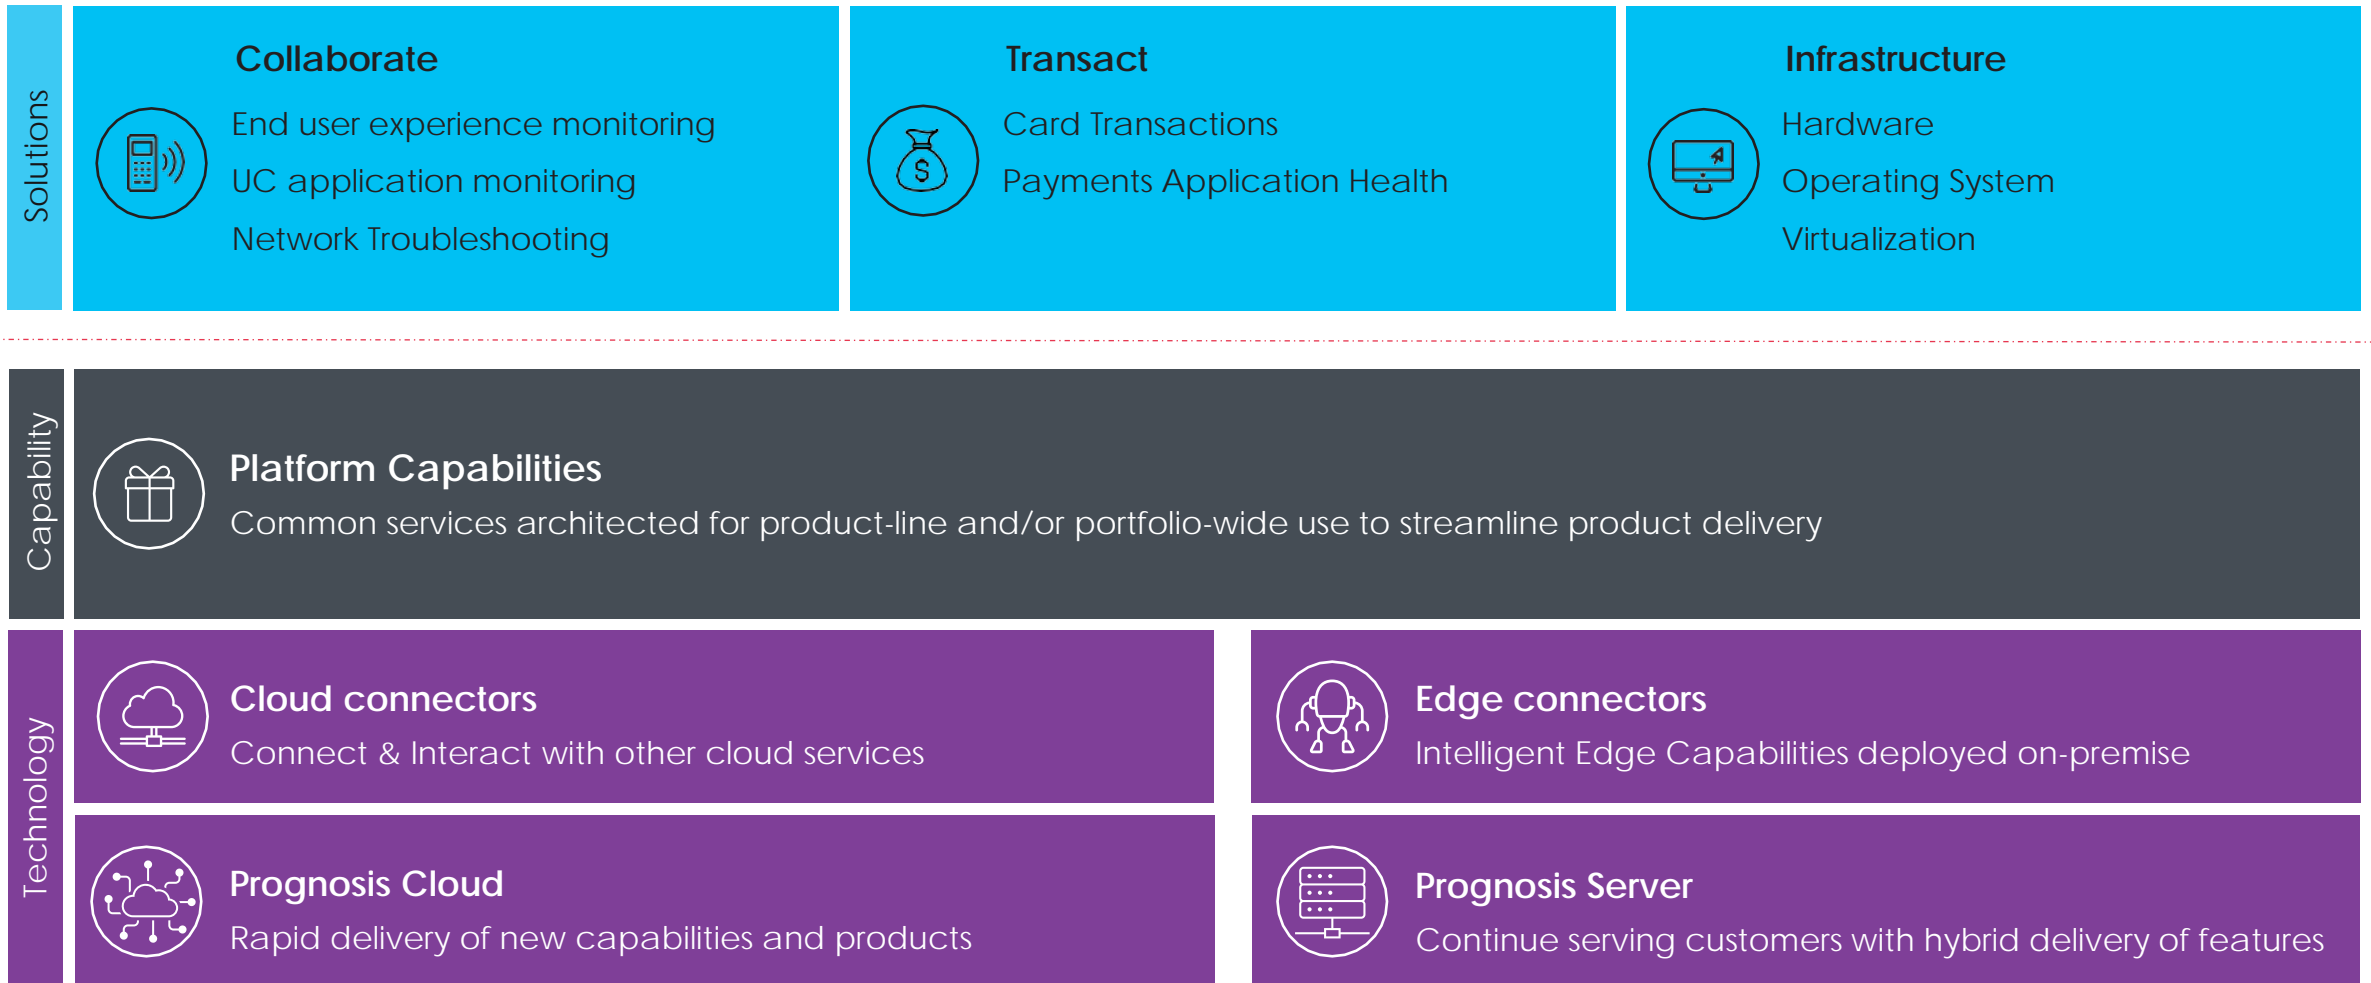 Solutions
Collaborate
End user experience monitoring
UC application monitoring
Network Troubleshooting
Transact
$
Card Transactions
Payments Application Health
Infrastructure
Hardware
Operating System
Virtualization
Capability
Platform Capabilities
Common services architected for product-line and/or portfolio-wide use to streamline product delivery
Technology
Cloud connectors
Connect & Interact with other cloud services
Edge connectors
Intelligent Edge Capabilities deployed on-premise
Prognosis Cloud
Rapid delivery of new capabilities and products
Prognosis Server
Continue serving customers with hybrid delivery of features